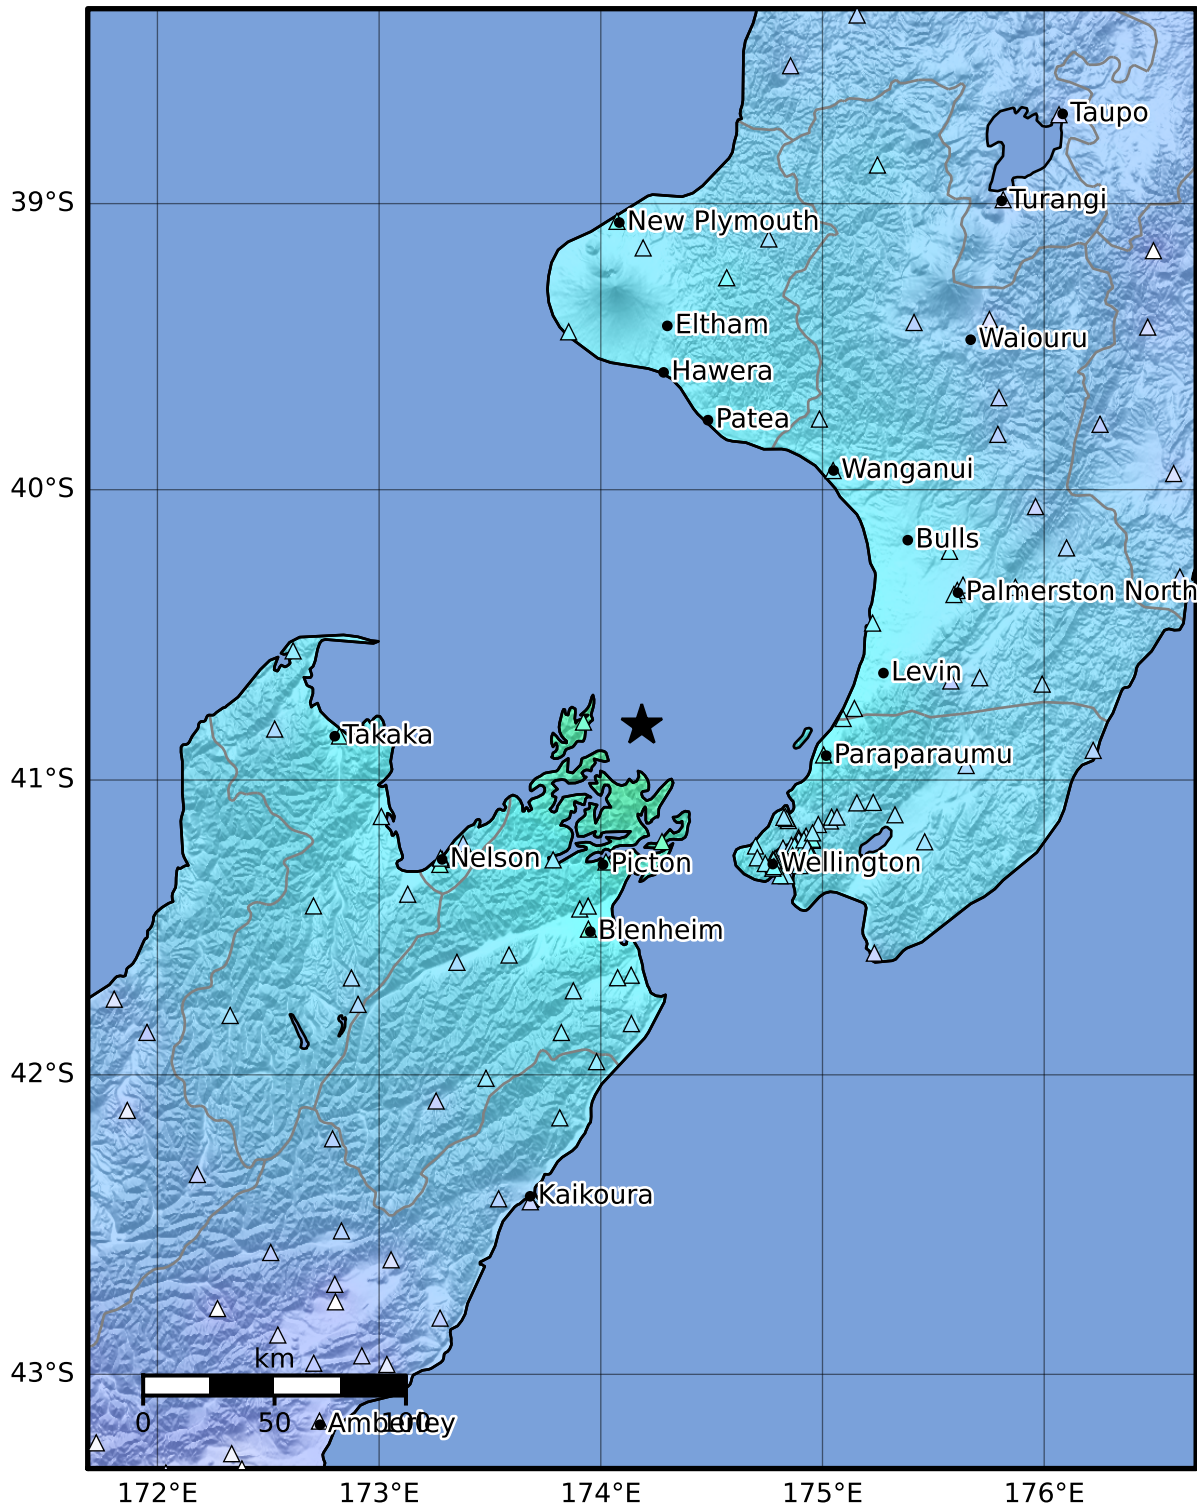 Taupo
39°S
Turangi
New Plymouth
Eltham
Waiouru
Hawera
Patea
Wanganui
40°S
Bulls
Palmerston North
Levin
Takaka
Paraparaumu
41°S
Nelson
Picton
Wellington
Blenheim
42°S
Kaikoura
km
43°S
0 50 100
Amberley
172°E 173°E 174°E 175°E 176°E